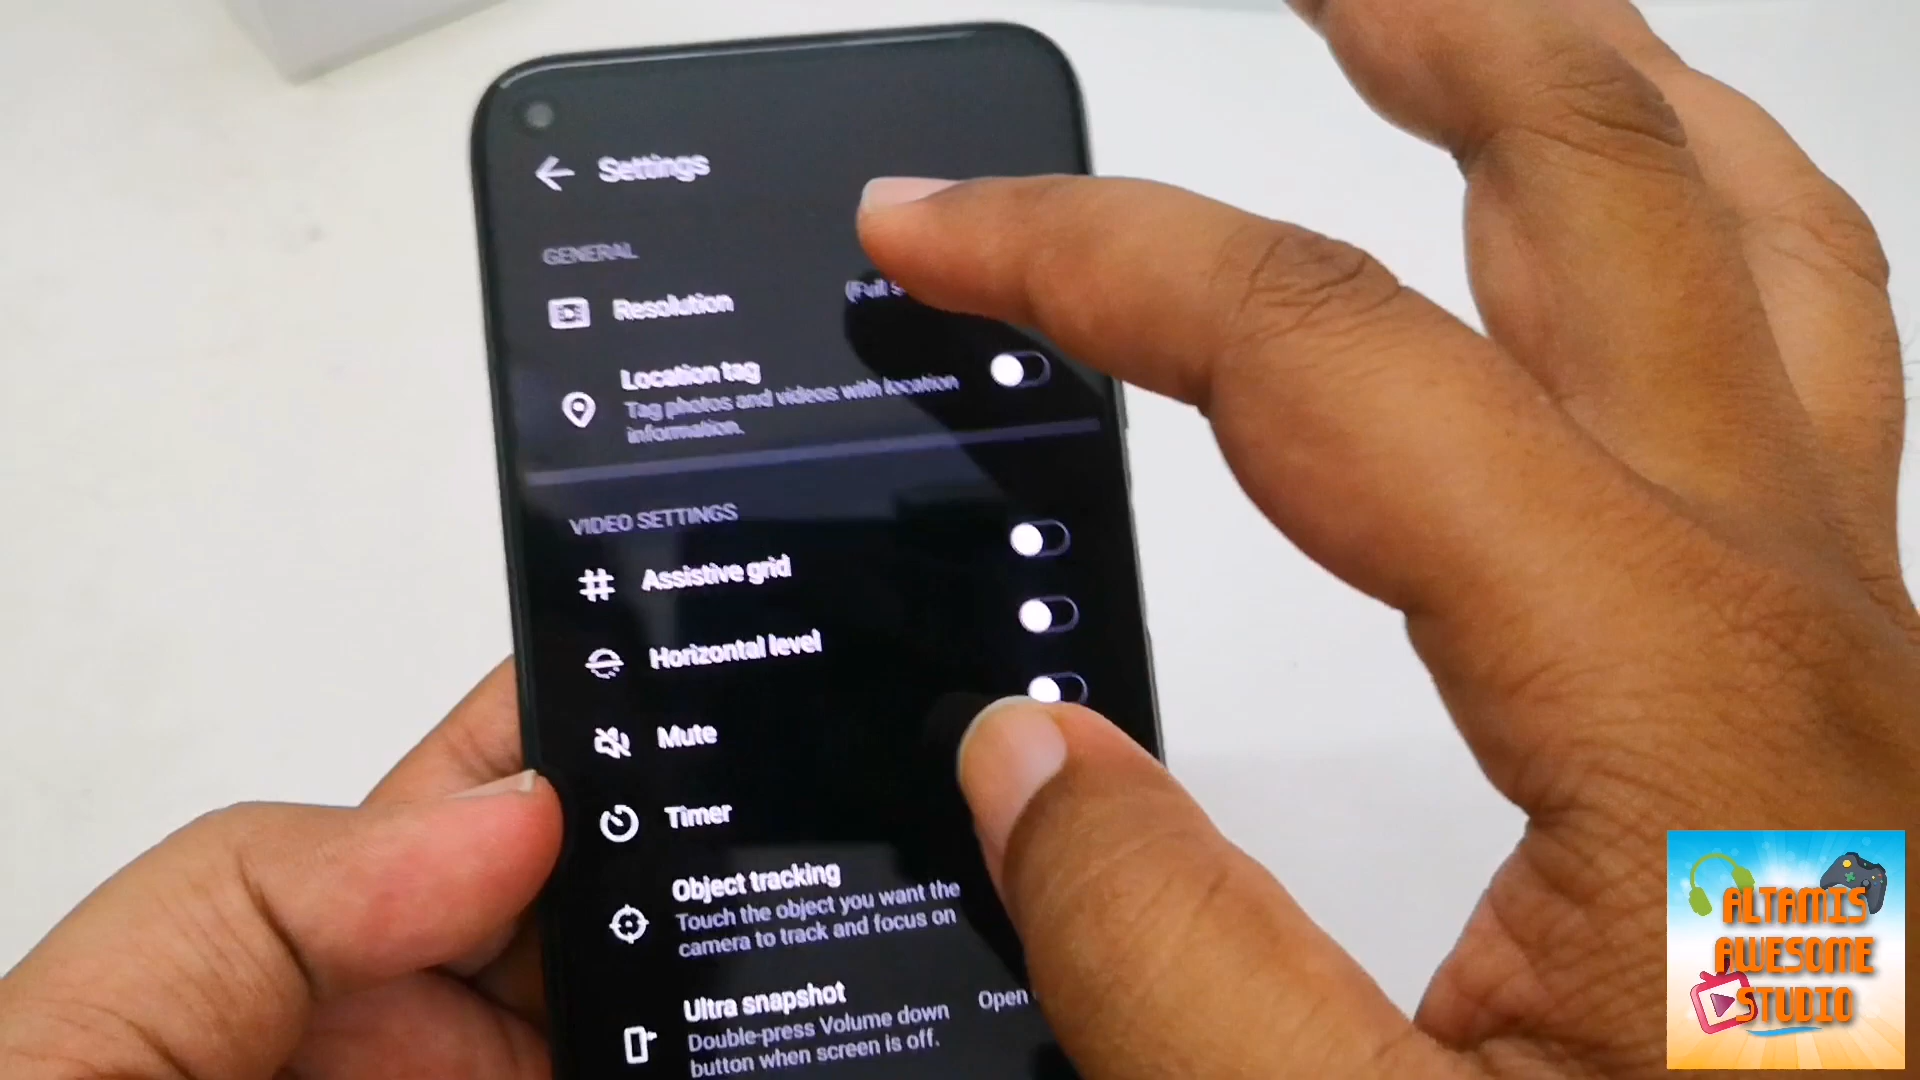 Settings
GENERAL
Resolution
(Full
Location tag
Tag photos and videos with location
information.
VIDEO SETTINGS
Assistive grid
Horizontal level
Mute
Timer
Object tracking
Touch the object you want the
camera to track and focus on
Ultra snapshot
Open
Double-press Volume down
button when screen is off.
ALTAMIS
AWESOME
STUDIO